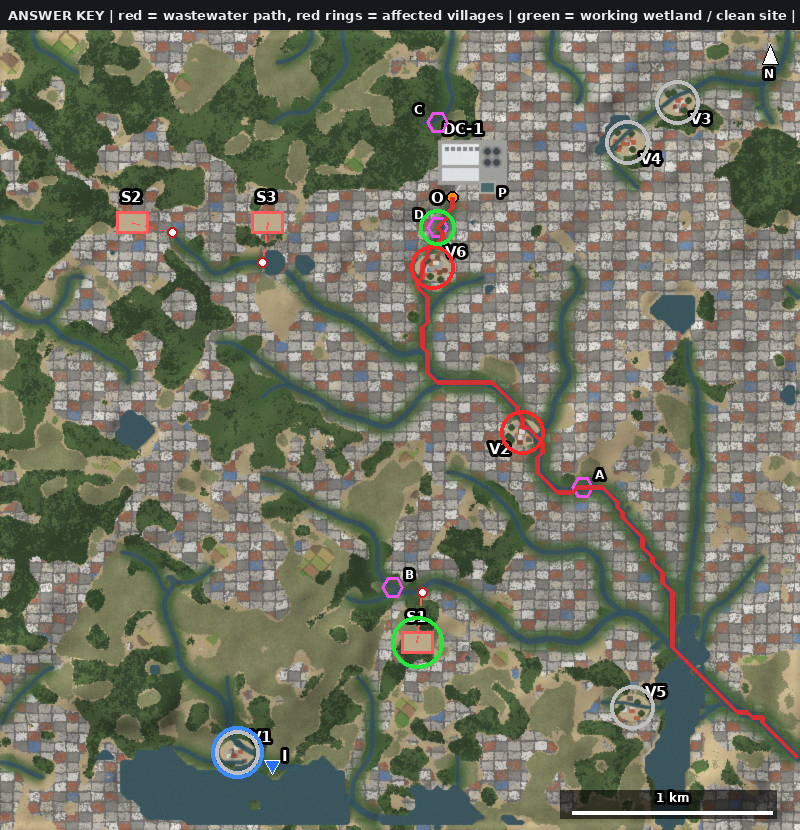 ANSWER KEY | red = wastewater path, red rings = affected villages | green = working wetland / clean site |
N
C
DC-1
V3
V4
S2
S3
O
P
D
V6
V2
A
B
S1
V5
V1
I
1 km